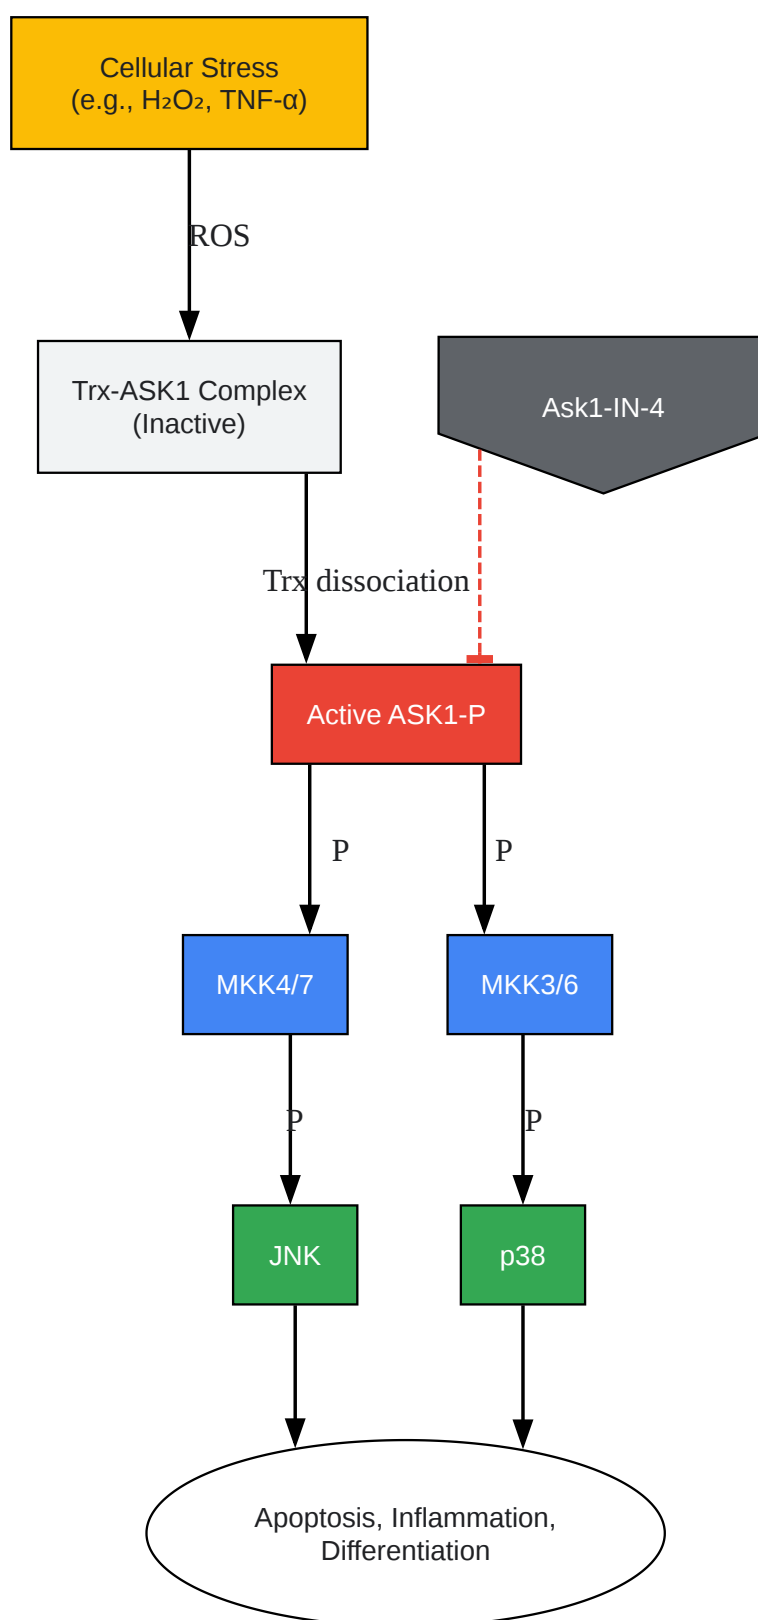 Cellular Stress
(e.g., H₂O₂, TNF-α)
ROS
Trx-ASK1 Complex
(Inactive)
Ask1-IN-4
Trx dissociation
Active ASK1-P
P
P
MKK4/7
MKK3/6
P
P
JNK
p38
Apoptosis, Inflammation,
Differentiation